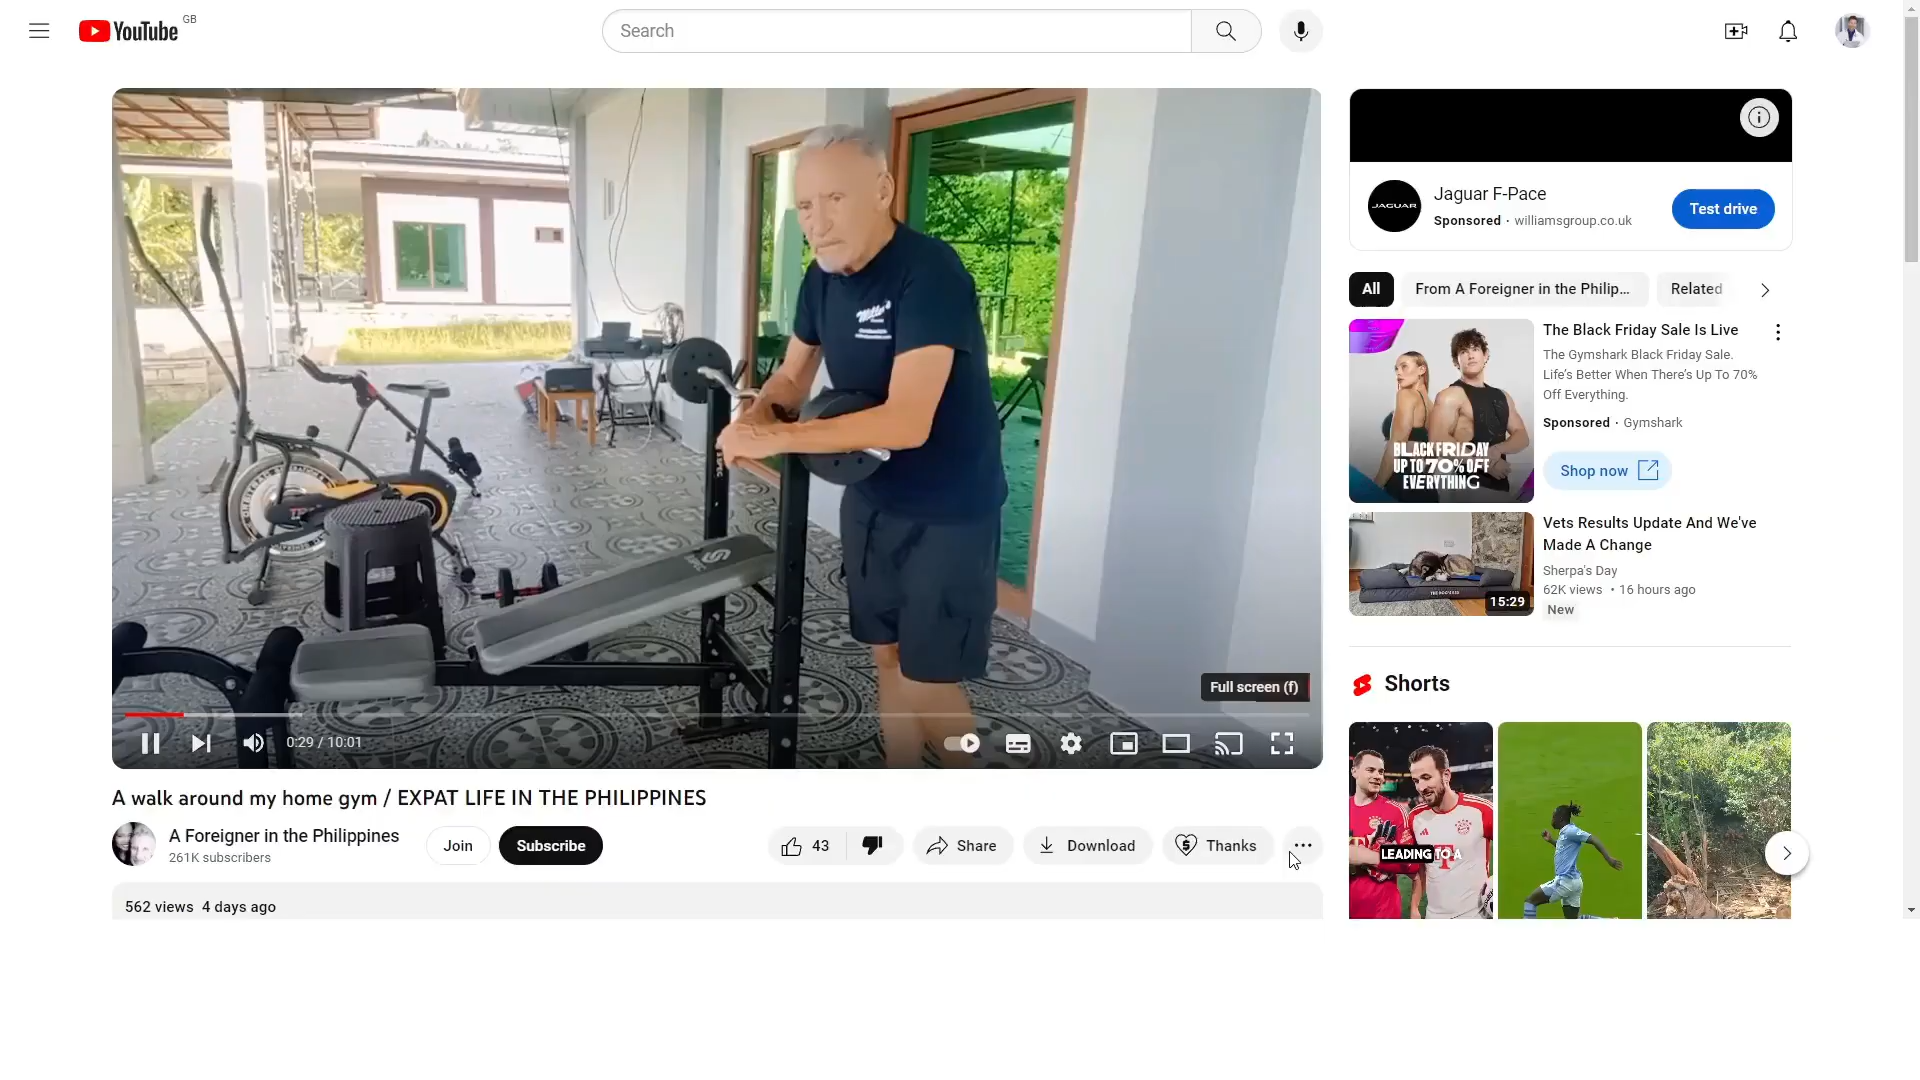 YouTube GB
Search
Jaguar F-Pace
JAGUAR
Sponsored · williamsgroup.co.uk
Test drive
All
From A Foreigner in the Philip...
Related
The Black Friday Sale Is Live
The Gymshark Black Friday Sale.
Life's Better When There's Up To 70%
Off Everything.
Sponsored · Gymshark
Shop now
BLACK FRIDAY
UP TO 70% OFF
EVERYTHING
Vets Results Update And We've
Made A Change
Sherpa's Day
62K views • 16 hours ago
New
15:29
Shorts
LEADING TO A
Miller's
Full screen (f)
0:29 / 10:01
A walk around my home gym / EXPAT LIFE IN THE PHILIPPINES
A Foreigner in the Philippines
261K subscribers
Join
Subscribe
43
Share
Download
Thanks
562 views 4 days ago